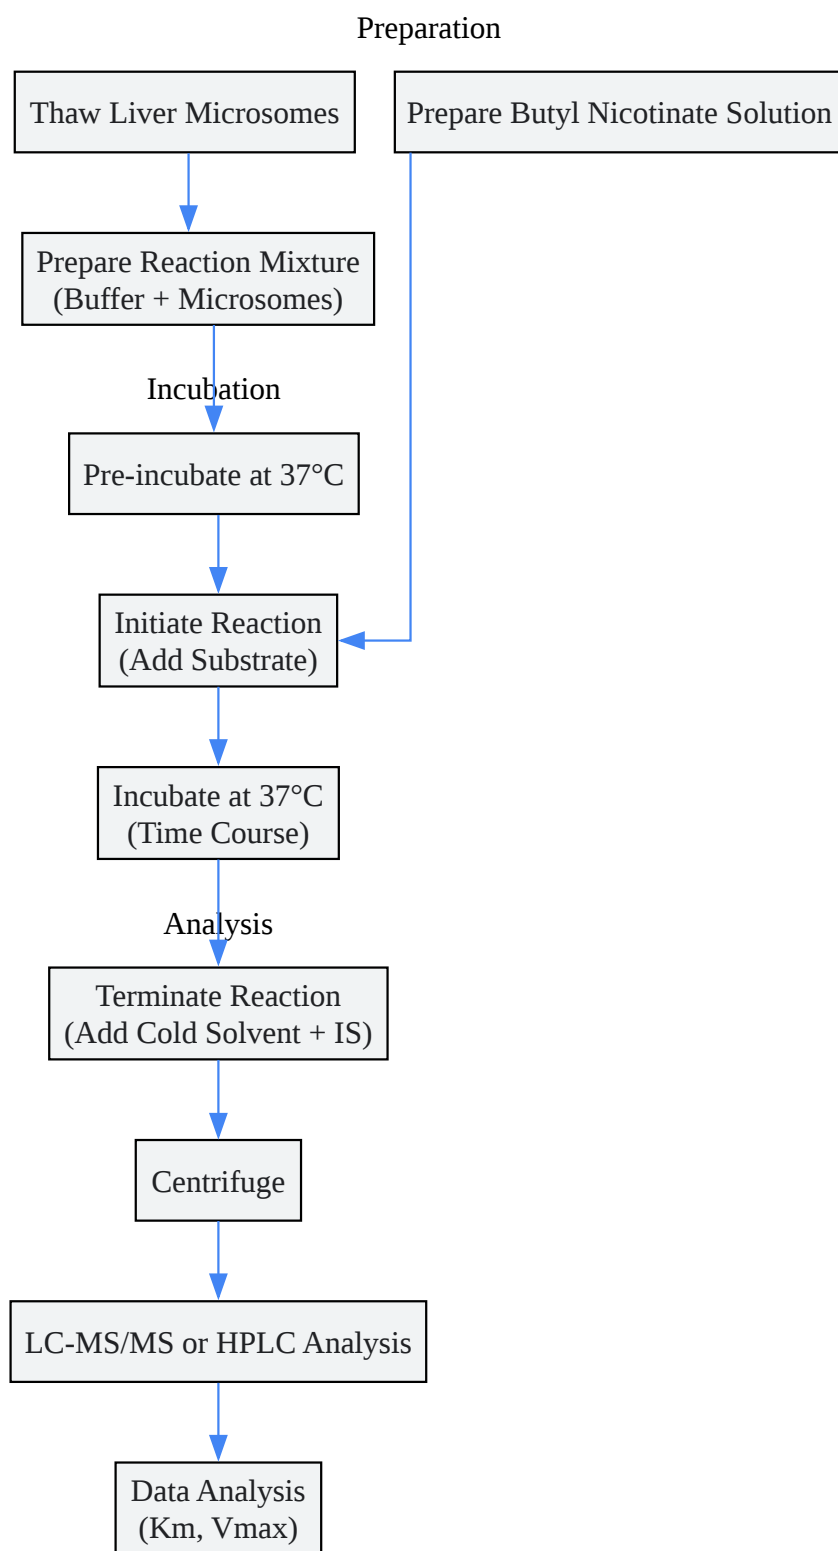 Preparation
Thaw Liver Microsomes
Prepare Butyl Nicotinate Solution
Prepare Reaction Mixture
(Buffer + Microsomes)
Incubation
Pre-incubate at 37°C
Initiate Reaction
(Add Substrate)
Incubate at 37°C
(Time Course)
Analysis
Terminate Reaction
(Add Cold Solvent + IS)
Centrifuge
LC-MS/MS or HPLC Analysis
Data Analysis
(Km, Vmax)